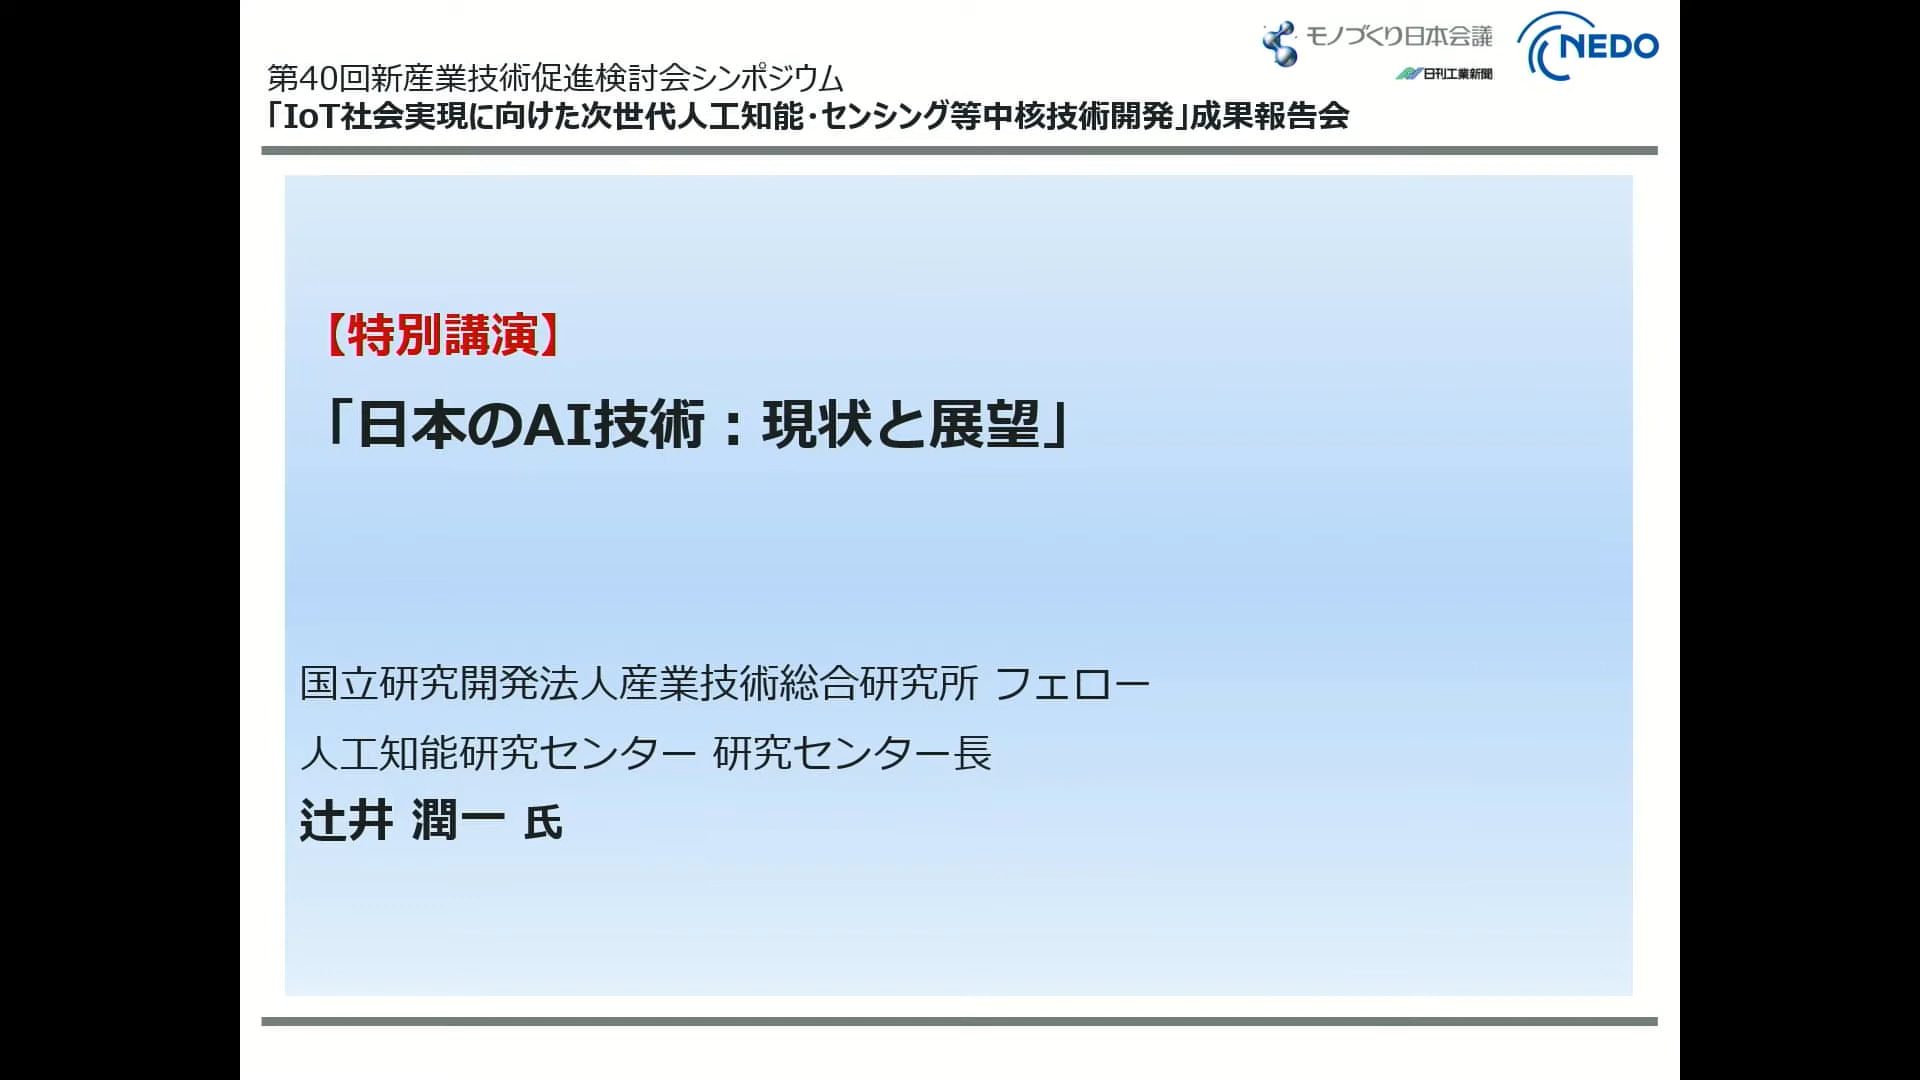 モノづくり日本会議
日刊工業新聞
NEDO
第40回新産業技術促進検討会シンポジウム
「IoT社会実現に向けた次世代人工知能・センシング等中核技術開発」成果報告会
【特別講演】
「日本のAI技術：現状と展望」
国立研究開発法人産業技術総合研究所 フェロー
人工知能研究センター 研究センター長
辻井 潤一 氏